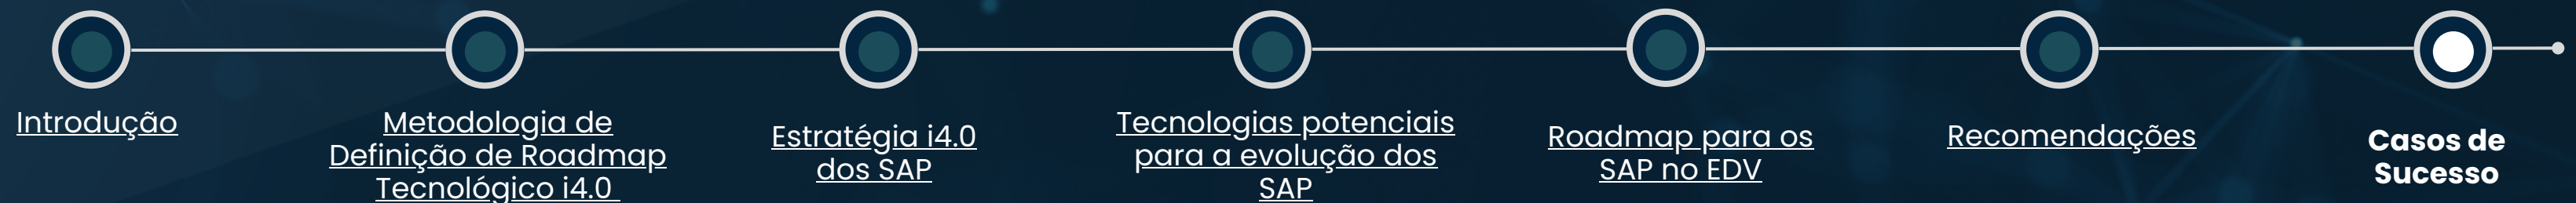 Introdução
Metodologia de
Definição de Roadmap
Tecnológico i4.0
Estratégia i4.0
dos SAP
Tecnologias potenciais
para a evolução dos
SAP
Roadmap para os
SAP no EDV
Recomendações
Casos de
Sucesso